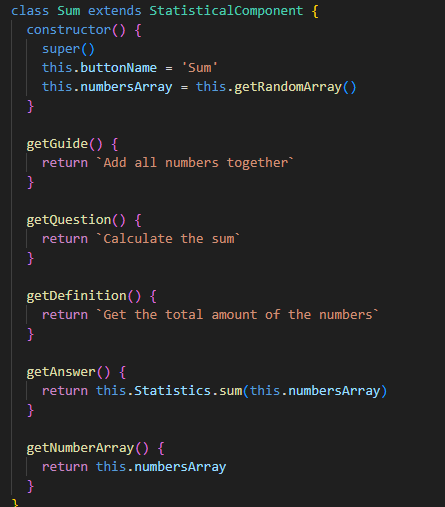 class Sum extends StatisticalComponent {
  constructor() {
    super()
    this.buttonName = 'Sum'
    this.numbersArray = this.getRandomArray()
  }

  getGuide() {
    return `Add all numbers together`
  }

  getQuestion() {
    return `Calculate the sum`
  }

  getDefinition() {
    return `Get the total amount of the numbers`
  }

  getAnswer() {
    return this.Statistics.sum(this.numbersArray)
  }

  getNumberArray() {
    return this.numbersArray
  }
}